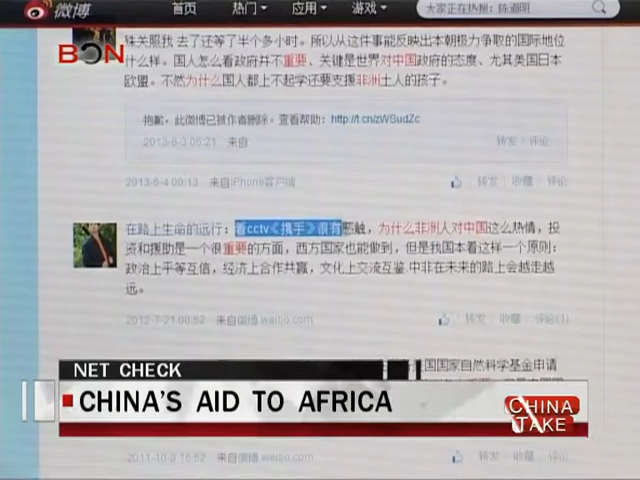 微博 首页 热门 应用 游戏 大家正在热搜：陈道明
BON
殊关照我 去了还等了半个多小时。所以从这件事能反映出本朝极力争取的国际地位
什么样。国人怎么看政府并不重要、关键是世界对中国政府的态度、尤其美国日本
欧盟。不然为什么国人都上不起学还要支援非洲土人的孩子。
抱歉，此微博已被作者删除。查看帮助：http://t.cn/zWSudZc
2013-6-3 06:21 来自 转发 评论
2013-6-4 00:13 来自iPhone客户端 转发 收藏 评论
在路上生命的远行：看cctv《携手》很有感触，为什么非洲人对中国这么热情，投
资和援助是一个很重要的方面，西方国家也能做到，但是我国本着这样一个原则：
政治上平等互信，经济上合作共赢，文化上交流互鉴.中非在未来的路上会越走越
远。
2012-7-21 00:52 来自微博 weibo.com 转发 收藏 评论(1)
国国家自然科学基金申请
NET CHECK
CHINA'S AID TO AFRICA
CHINA TAKE
来自微博 weibo.com 转发 收藏 评论